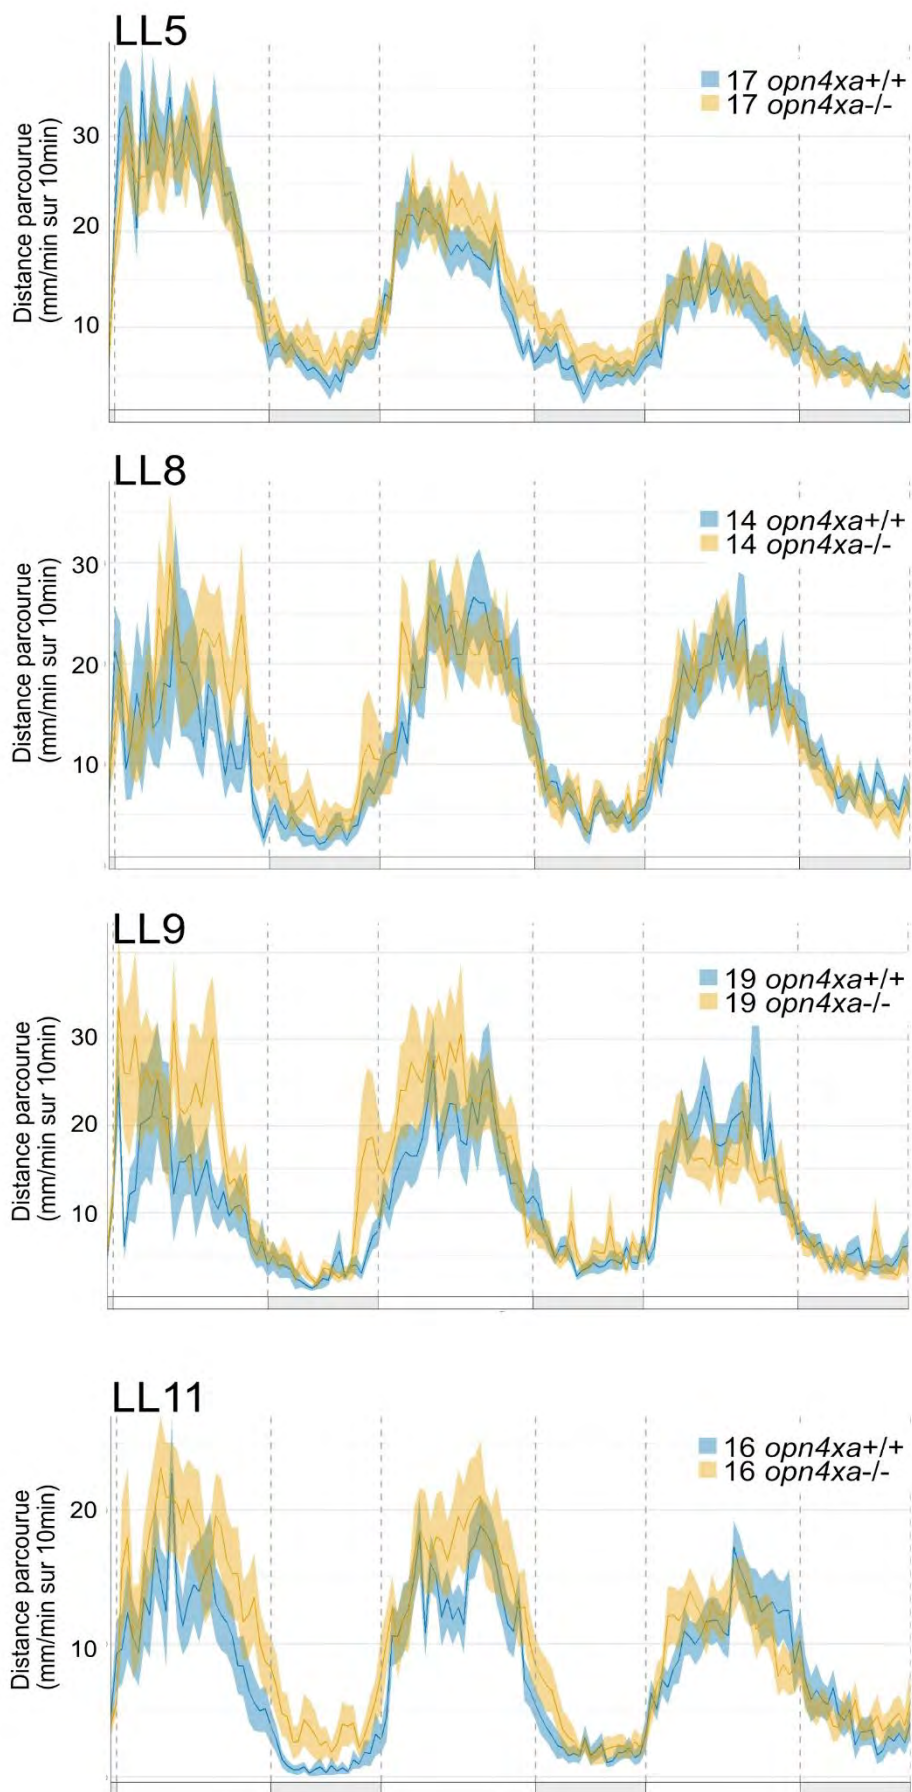 LL5
17 opn4xa+/+
17 opn4xa-/-
Distance parcourue
(mm/min sur 10min)
30
20
10
LL8
14 opn4xa+/+
14 opn4xa-/-
Distance parcourue
(mm/min sur 10min)
30
20
10
LL9
19 opn4xa+/+
19 opn4xa-/-
Distance parcourue
(mm/min sur 10min)
30
20
10
LL11
16 opn4xa+/+
16 opn4xa-/-
Distance parcourue
(mm/min sur 10min)
20
10